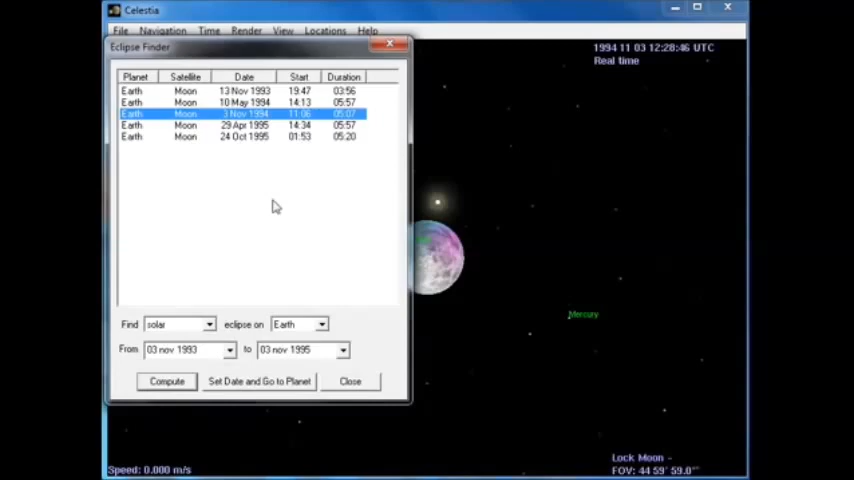 Celestia
File Navigation Time Render View Locations Help
Eclipse Finder
1994 11 03 12:28:46 UTC
Real time
Planet Satellite Date Start Duration
Earth Moon 13 Nov 1993 19:47 03:56
Earth Moon 10 May 1994 14:13 05:57
Earth Moon 3 Nov 1994 11:06 05:07
Earth Moon 29 Apr 1995 14:34 05:57
Earth Moon 24 Oct 1995 01:53 05:20
Mercury
Find solar eclipse on Earth
From 03 nov 1993 to 03 nov 1995
Compute Set Date and Go to Planet Close
Speed: 0.000 m/s
Lock Moon -
FOV: 44 59' 59.0"